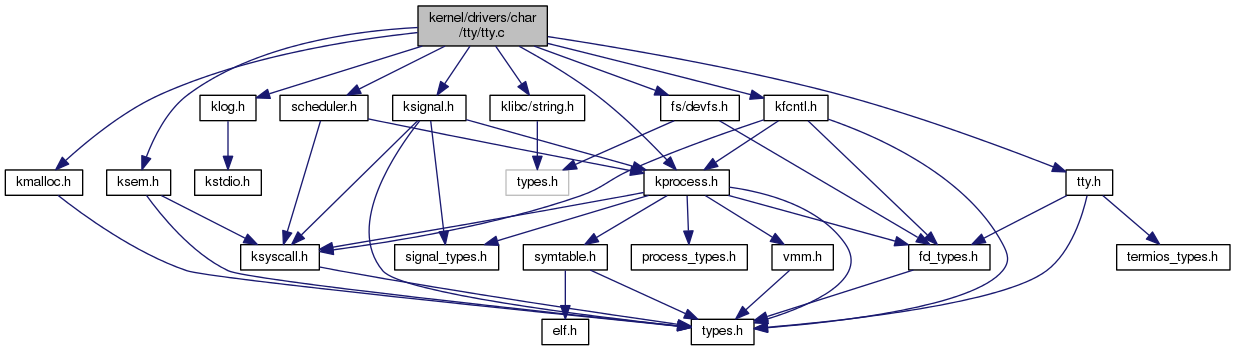 kernel/drivers/char
/tty/tty.c
klog.h
scheduler.h
ksignal.h
klibc/string.h
fs/devfs.h
kfcntl.h
kmalloc.h
ksem.h
kstdio.h
types.h
kprocess.h
tty.h
ksyscall.h
signal_types.h
symtable.h
process_types.h
vmm.h
fd_types.h
termios_types.h
elf.h
types.h